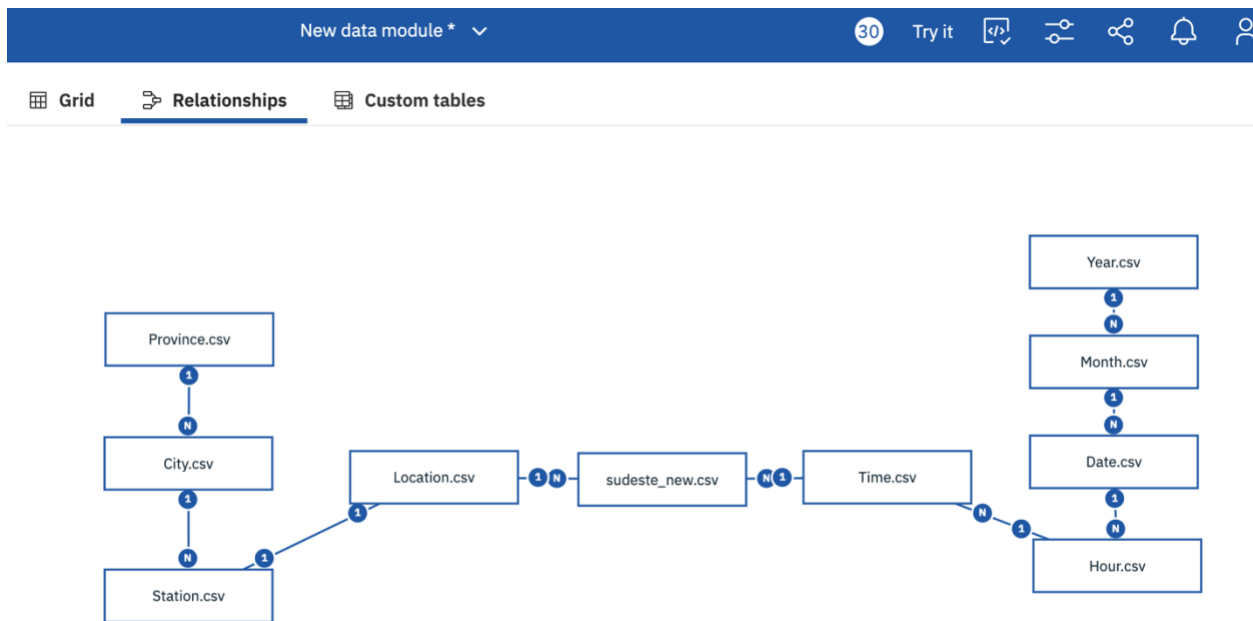 New data module *
30 Try it
Grid Relationships Custom tables
Year.csv
1
N
Province.csv
Month.csv
1
1
N
N
City.csv
Location.csv
1 N
sudeste_new.csv
N 1
Time.csv
Date.csv
1
1
N
1
N
1
N
1
Station.csv
Hour.csv